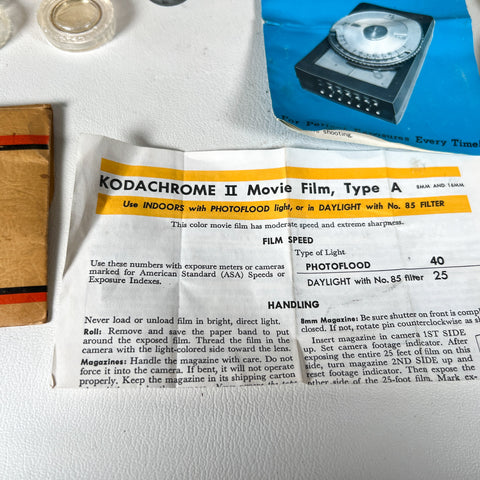 For Perfect Exposures Every Time!
shooting.
KODACHROME II Movie Film, Type A 8MM AND 16MM
Use INDOORS with PHOTOFLOOD light, or in DAYLIGHT with No. 85 FILTER
This color movie film has moderate speed and extreme sharpness.
FILM SPEED
Use these numbers with exposure meters or cameras
marked for American Standard (ASA) Speeds or
Exposure Indexes.
Type of Light
PHOTOFLOOD 40
DAYLIGHT with No. 85 filter 25
HANDLING
Never load or unload film in bright, direct light.
Roll: Remove and save the paper band to put
around the exposed film. Thread the film in the
camera with the light-colored side toward the lens.
Magazines: Handle the magazine with care. Do not
force it into the camera. If bent, it will not operate
properly. Keep the magazine in its shipping carton
8mm Magazine: Be sure shutter on front is comp
closed. If not, rotate pin counterclockwise as sh
Insert magazine in camera 1ST SIDE
up. Set camera footage indicator. After
exposing the entire 25 feet of film on this
side, turn magazine 2ND SIDE up and
reset footage indicator. Then expose the
other side of the 25-foot film. Mark ex-